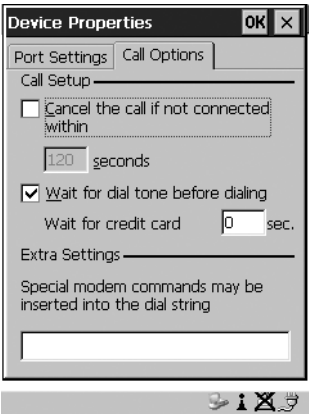 Device Properties OK ×
Port Settings Call Options
Call Setup
Cancel the call if not connected
within
120 seconds
Wait for dial tone before dialing
Wait for credit card 0 sec.
Extra Settings
Special modem commands may be
inserted into the dial string